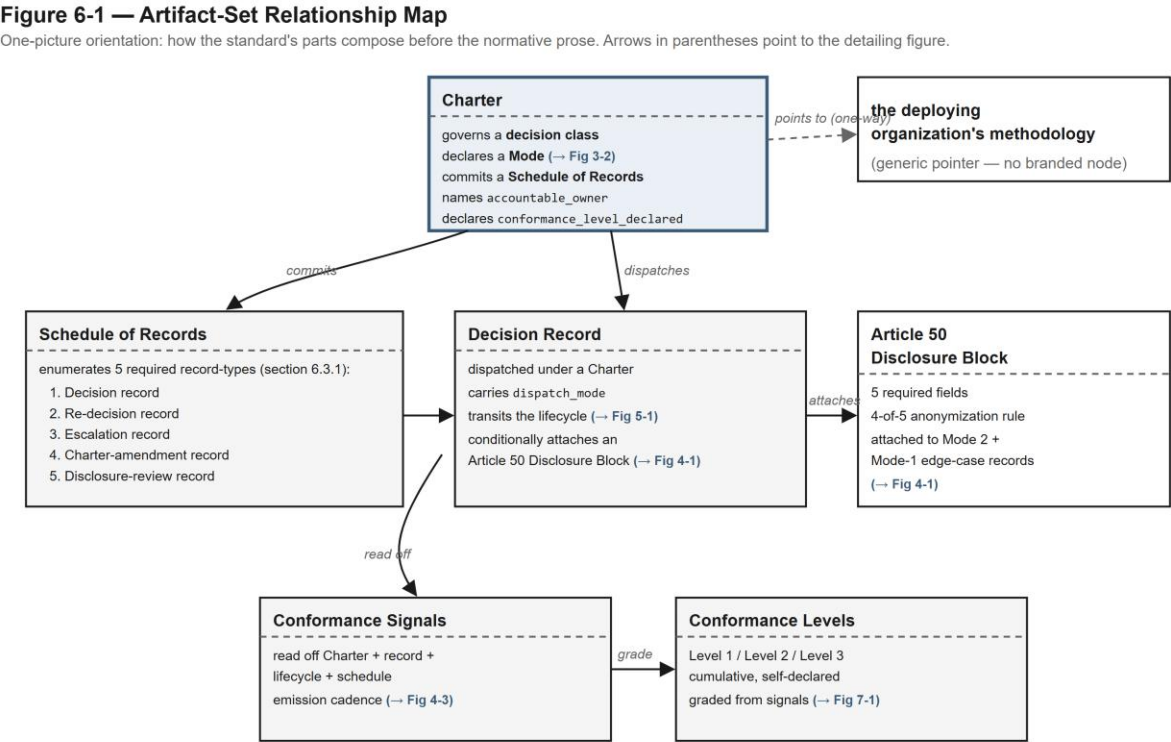 Figure 6-1 — Artifact-Set Relationship Map
One-picture orientation: how the standard's parts compose before the normative prose. Arrows in parentheses point to the detailing figure.
Charter
governs a decision class
declares a Mode (→ Fig 3-2)
commits a Schedule of Records
names accountable_owner
declares conformance_level_declared
points to (one-way)
the deploying
organization's methodology
(generic pointer — no branded node)
commits
dispatches
Schedule of Records
enumerates 5 required record-types (section 6.3.1):
1. Decision record
2. Re-decision record
3. Escalation record
4. Charter-amendment record
5. Disclosure-review record
Decision Record
dispatched under a Charter
carries dispatch_mode
transits the lifecycle (→ Fig 5-1)
conditionally attaches an
Article 50 Disclosure Block (→ Fig 4-1)
attaches
Article 50
Disclosure Block
5 required fields
4-of-5 anonymization rule
attached to Mode 2 +
Mode-1 edge-case records
(→ Fig 4-1)
read off
Conformance Signals
read off Charter + record +
lifecycle + schedule
emission cadence (→ Fig 4-3)
grade
Conformance Levels
Level 1 / Level 2 / Level 3
cumulative, self-declared
graded from signals (→ Fig 7-1)